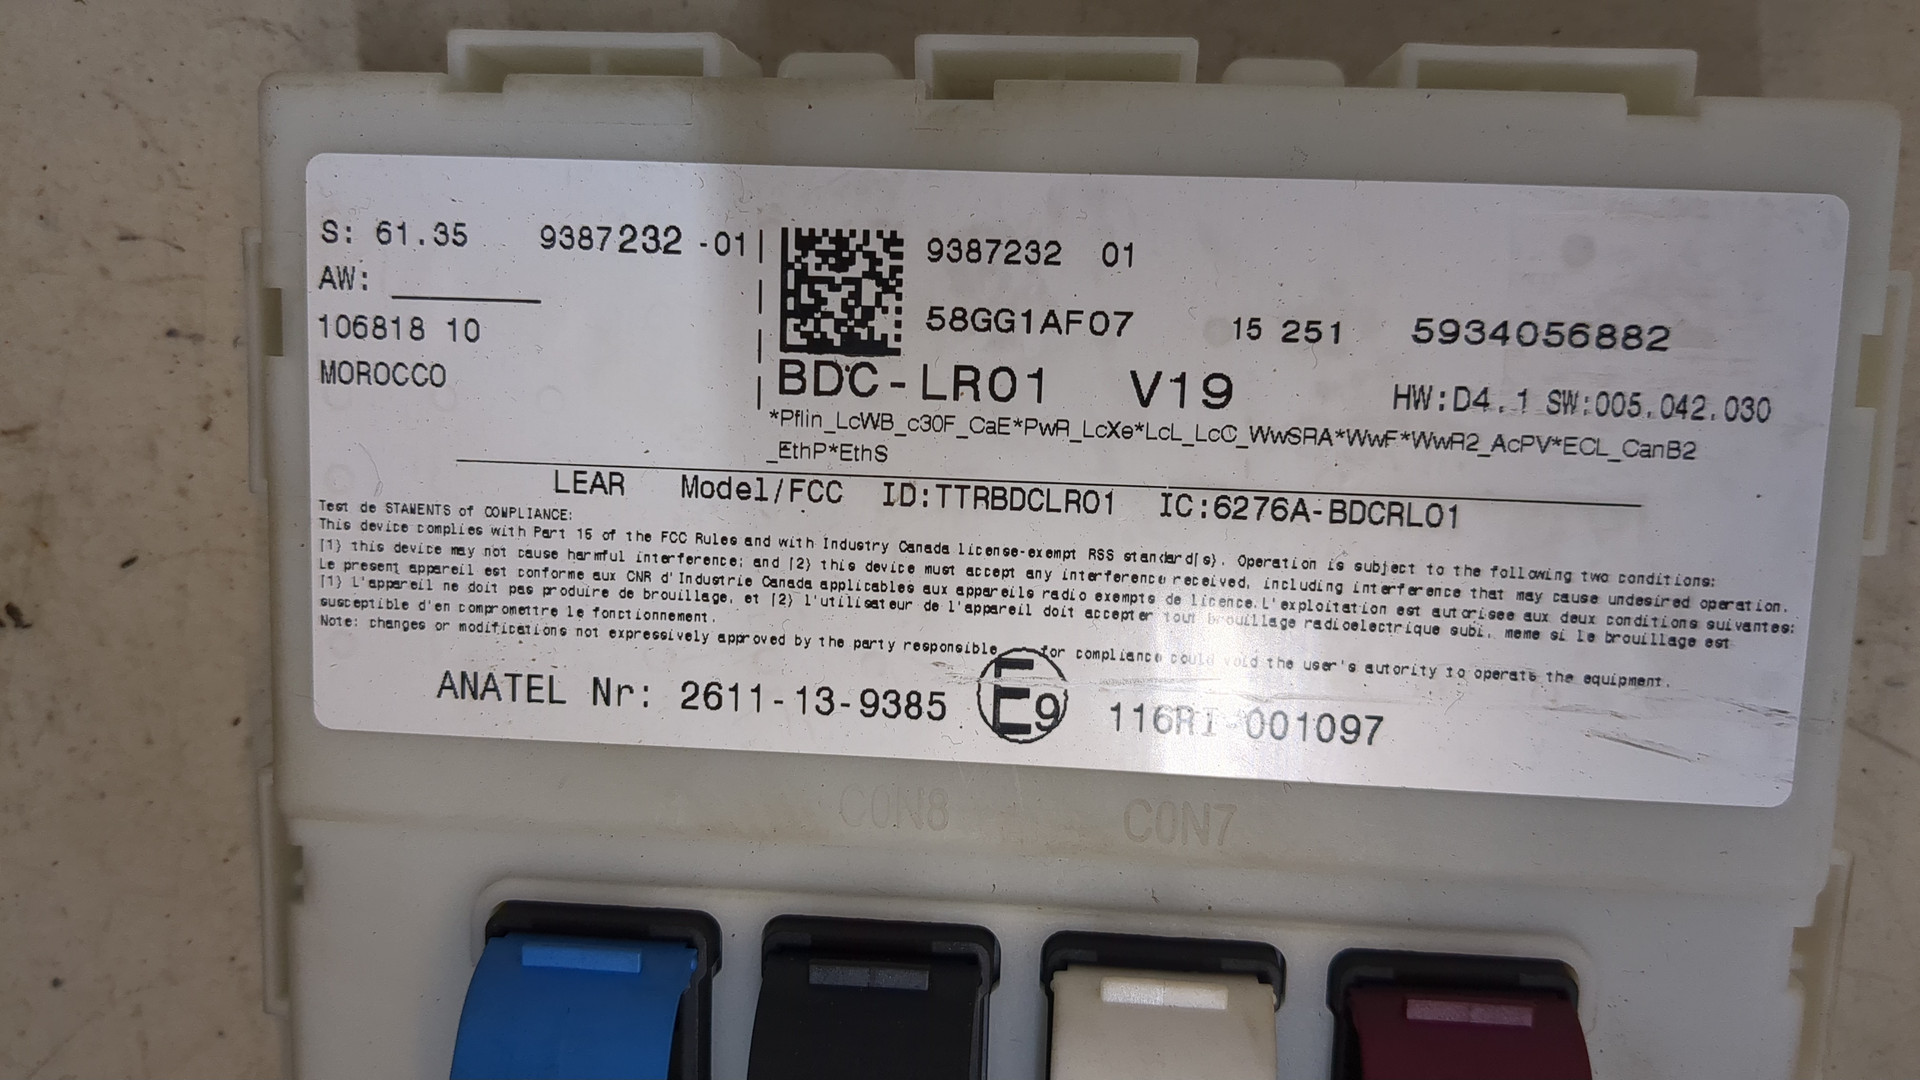 S: 61.35 9387232 -01
AW:
106818 10
MOROCCO
9387232 01
58GG1AF07 15 251 5934056882
BDC-LR01 V19 HW:D4.1 SW:005.042.030
*Pflin_LcWB_c30F_CaE*PwR_LcXe*LcL_LcC_WwSRA*WwF*WwR2_AcPV*ECL_CanB2
_EthP*EthS
LEAR Model/FCC ID:TTRBDCLR01 IC:6276A-BDCRL01
Test de STAMENTS of COMPLIANCE:
This device complies with Part 15 of the FCC Rules and with Industry Canada license-exempt RSS standard(s). Operation is subject to the following two conditions:
(1) this device may not cause harmful interference; and (2) this device must accept any interference received, including interference that may cause undesired operation.
Le present appareil est conforme aux CNR d'Industrie Canada applicables aux appareils radio exempts de licence. L'exploitation est autorisee aux deux conditions suivantes:
(1) L'appareil ne doit pas produire de brouillage, et (2) l'utilisateur de l'appareil doit accepter tout brouillage radioelectrique subi, meme si le brouillage est
susceptible d'en compromettre le fonctionnement.
Note: changes or modifications not expressively approved by the party responsible for compliance could void the user's autority to operate the equipment.
ANATEL Nr: 2611-13-9385 E E9 116RI-001097
CON8 CON7